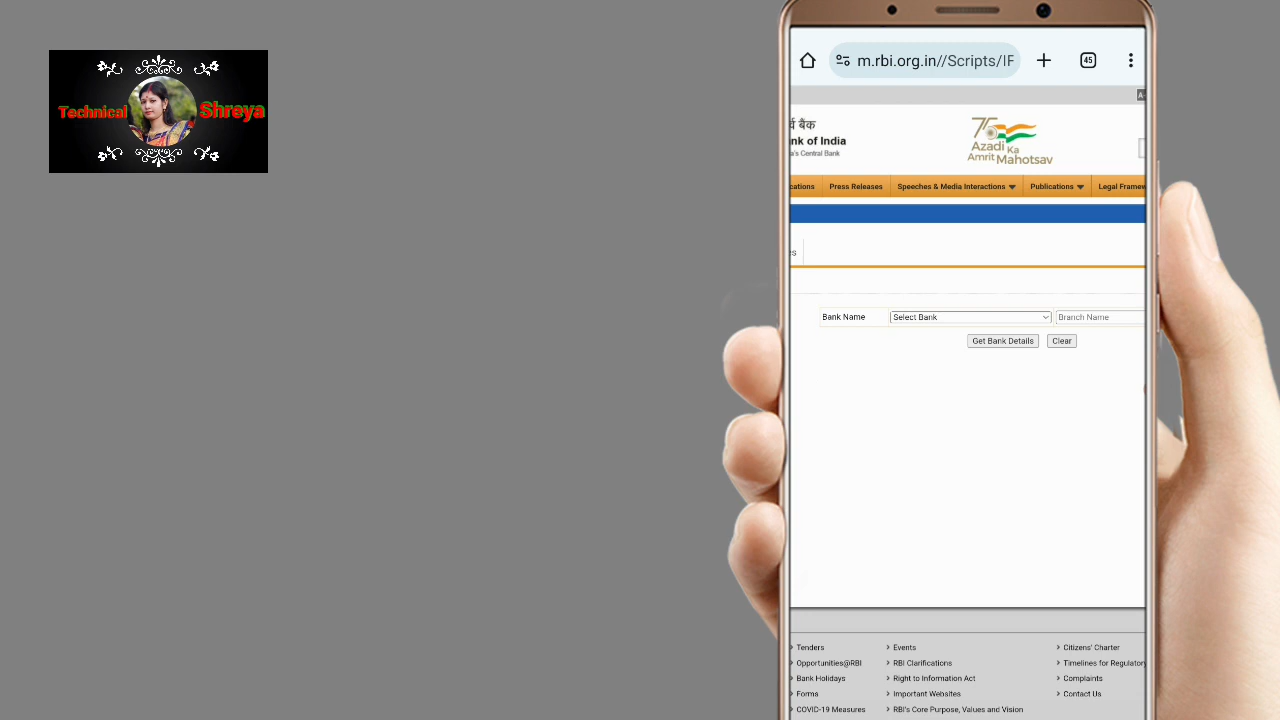 Technical Shreya
m.rbi.org.in//Scripts/IF
45
A-
र्व बैंक
nk of India
a's Central Bank
75
Azadi Ka
Amrit Mahotsav
cations Press Releases Speeches & Media Interactions Publications Legal Framew
es
Bank Name Select Bank Branch Name
Get Bank Details Clear
Tenders Events Citizens' Charter
Opportunities@RBI RBI Clarifications Timelines for Regulatory
Bank Holidays Right to Information Act Complaints
Forms Important Websites Contact Us
COVID-19 Measures RBI's Core Purpose, Values and Vision